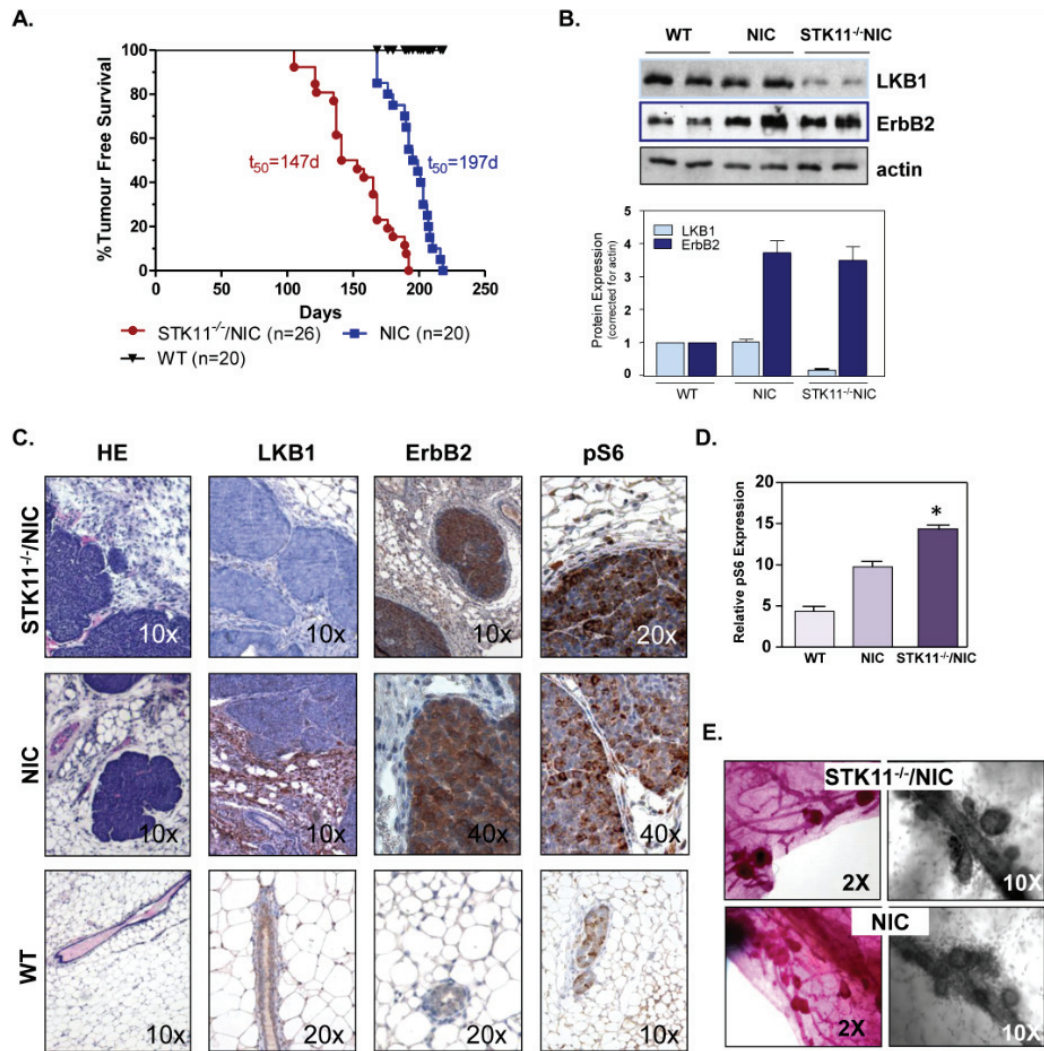 A.
100
80
60
40
20
0
%Tumour Free Survival
t50=147d
t50=197d
0 50 100 150 200 250
Days
STK11-/-/NIC (n=26) NIC (n=20)
WT (n=20)
B.
WT NIC STK11-/-NIC
LKB1
ErbB2
actin
5
4
3
2
1
0
Protein Expression
(corrected for actin)
LKB1
ErbB2
WT NIC STK11-/-NIC
C.
HE LKB1 ErbB2 pS6
STK11-/-/NIC
10x 10x 10x 20x
NIC
10x 10x 40x 40x
WT
10x 20x 20x 10x
D.
20
15
10
5
0
Relative pS6 Expression
*
WT NIC STK11-/-/NIC
E.
STK11-/-/NIC
2X 10X
NIC
2X 10X